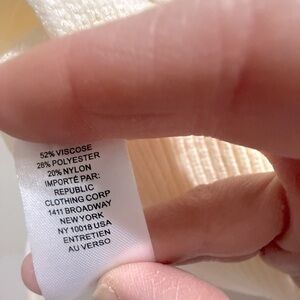 52% VISCOSE
28% POLYESTER
20% NYLON
IMPORTÉ PAR:
REPUBLIC
CLOTHING CORP
1411 BROADWAY
NEW YORK
NY 10018 USA
ENTRETIEN
AU VERSO